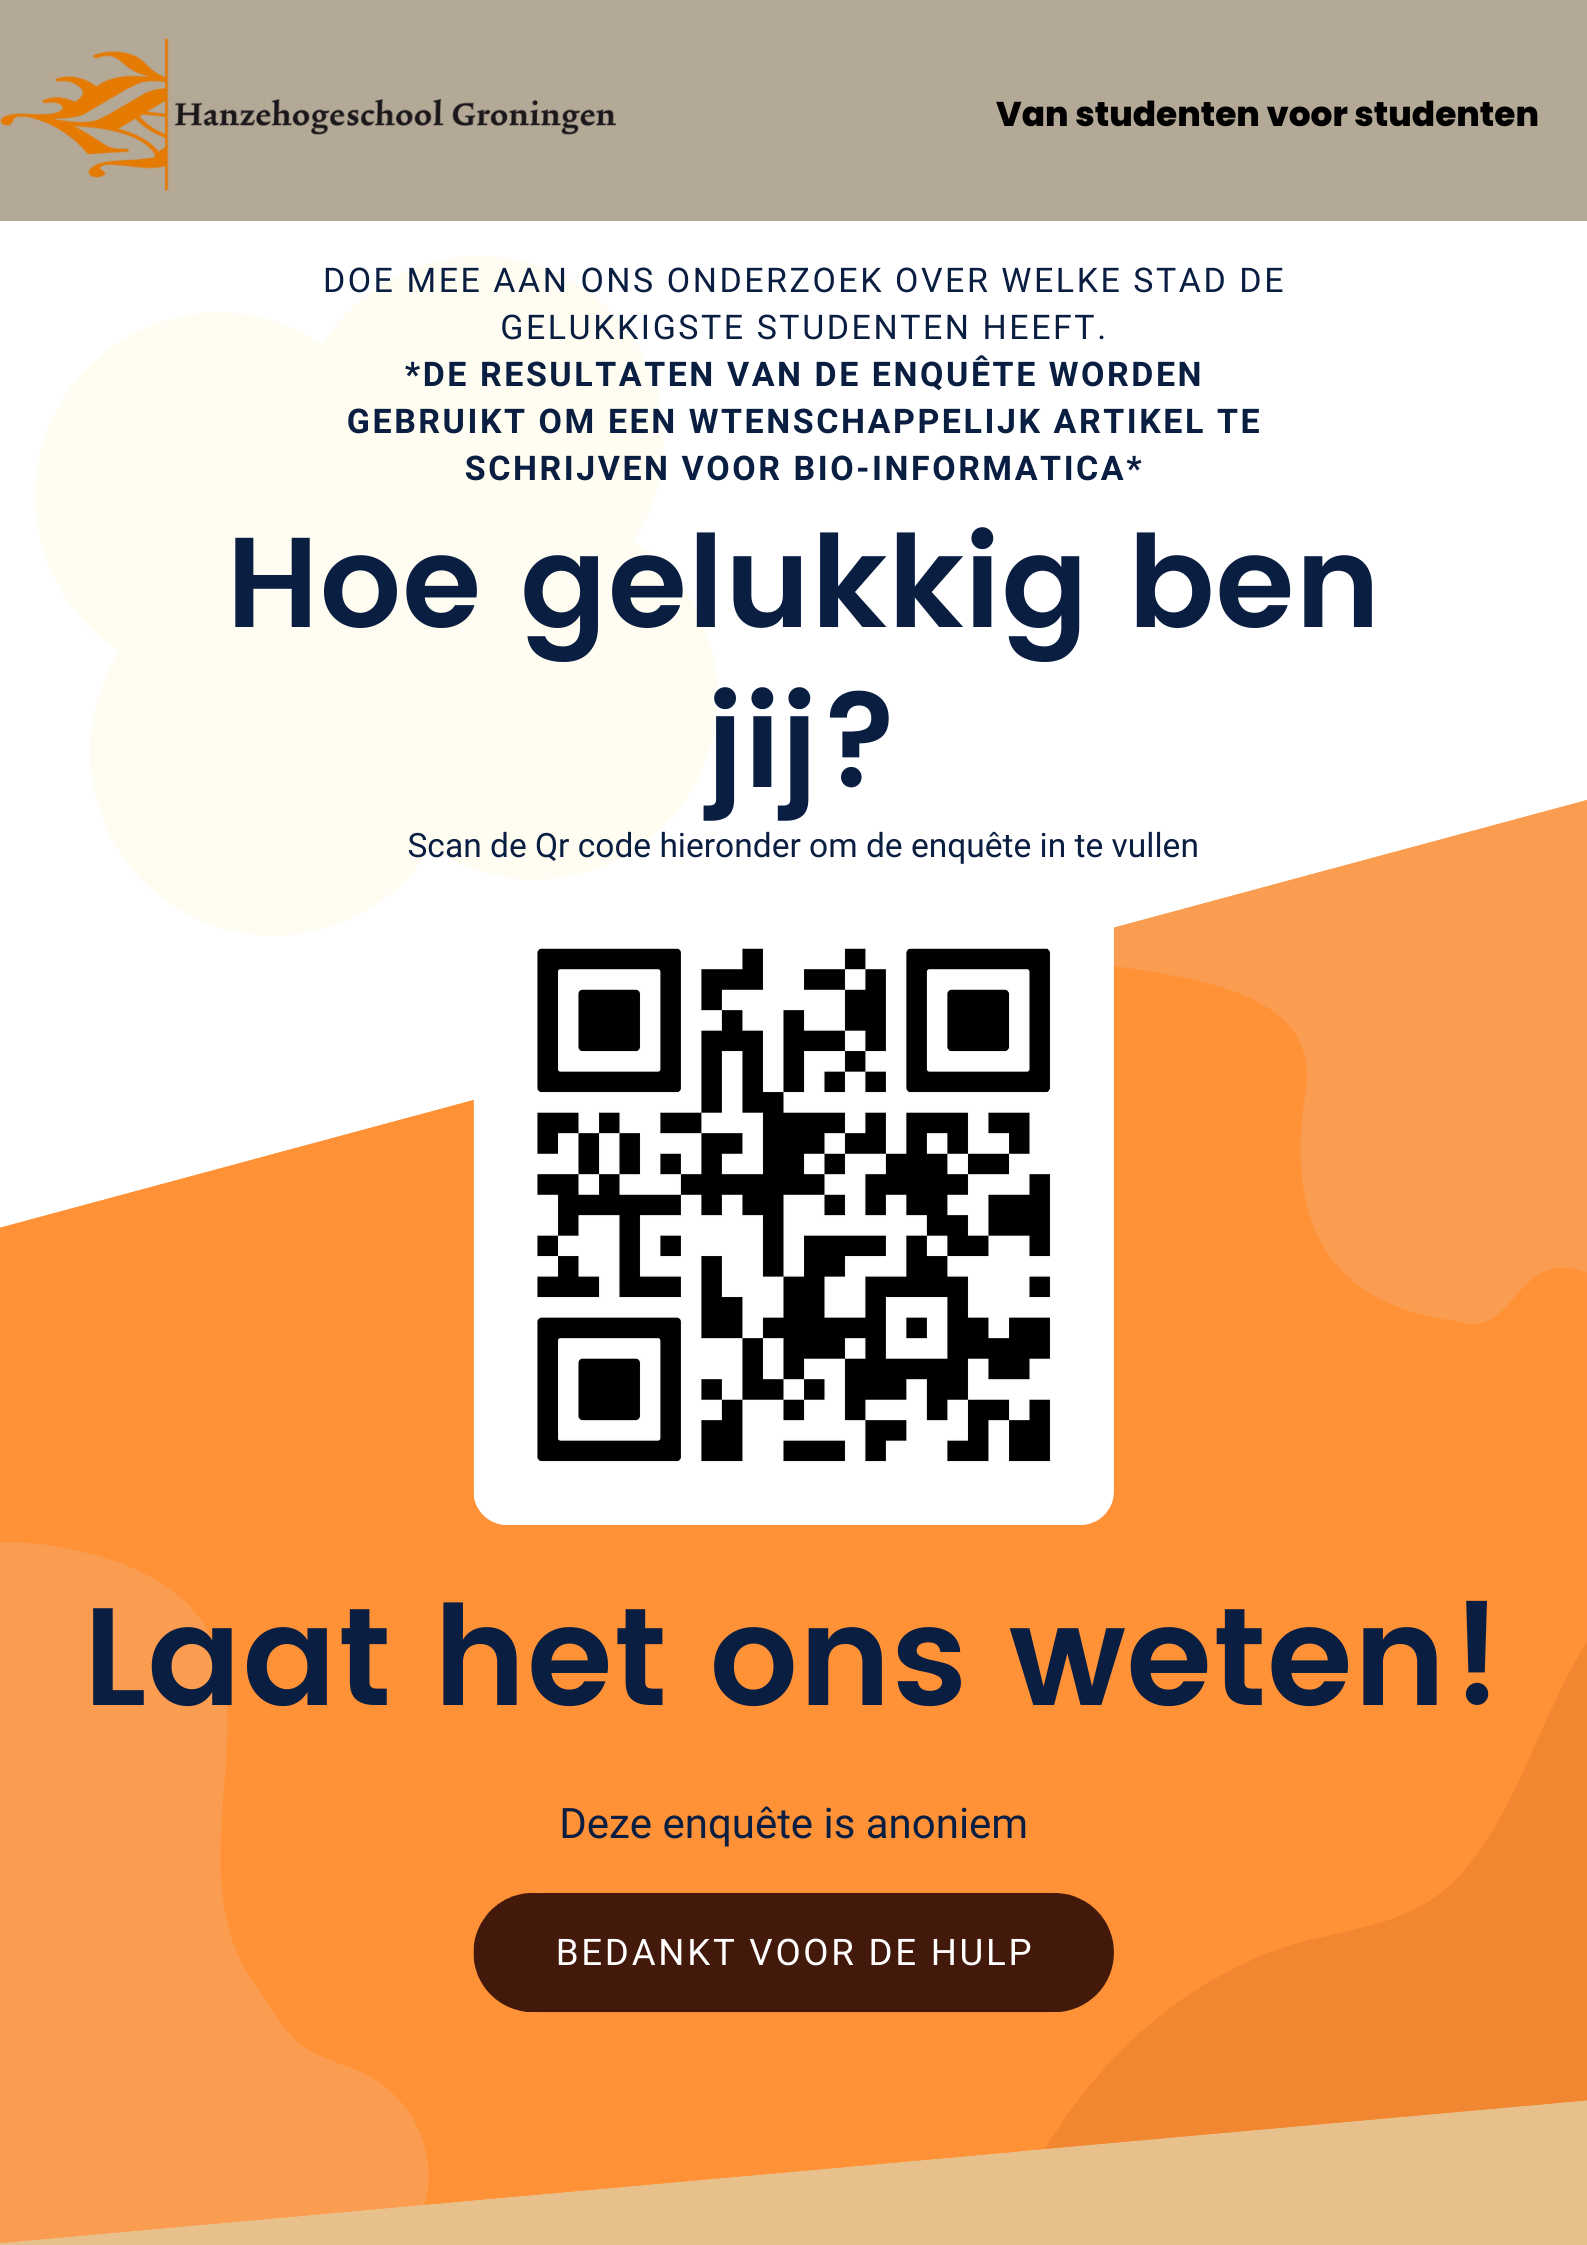 Hanzehogeschool Groningen
Van studenten voor studenten
DOE MEE AAN ONS ONDERZOEK OVER WELKE STAD DE
GELUKKIGSTE STUDENTEN HEEFT.
*DE RESULTATEN VAN DE ENQUÊTE WORDEN
GEBRUIKT OM EEN WTENSCHAPPELIJK ARTIKEL TE
SCHRIJVEN VOOR BIO-INFORMATICA*
Hoe gelukkig ben
jij?
Scan de Qr code hieronder om de enquête in te vullen
Laat het ons weten!
Deze enquête is anoniem
BEDANKT VOOR DE HULP